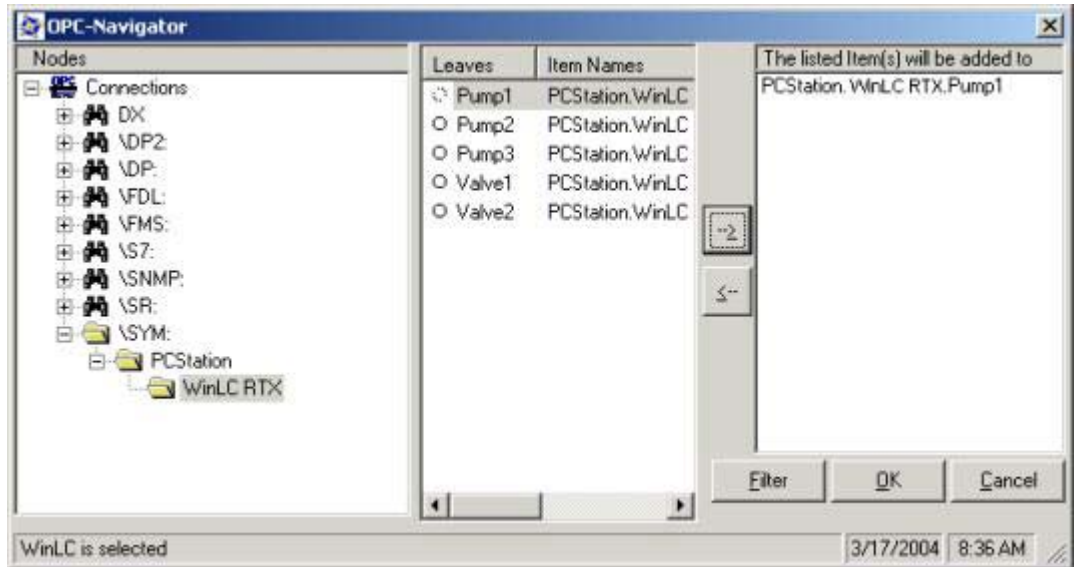 OPC-Navigator
Nodes
Connections
DX
\DP2:
\DP:
\FDL:
\FMS:
\S7:
\SNMP:
\SR:
\SYM:
PCStation
WinLC RTX
Leaves Item Names
Pump1 PCStation.WinLC
Pump2 PCStation.WinLC
Pump3 PCStation.WinLC
Valve1 PCStation.WinLC
Valve2 PCStation.WinLC
-->
<--
The listed Item(s) will be added to
PCStation. WinLC RTX.Pump1
Filter OK Cancel
WinLC is selected 3/17/2004 8:36 AM